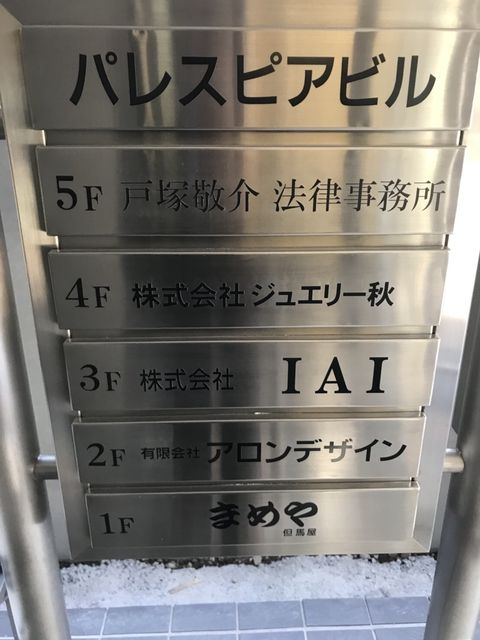 パレスピアビル
5F 戸塚敬介 法律事務所
4F 株式会社 ジュエリー秋
3F 株式会社 IAI
2F 有限会社 アロンデザイン
1F まめや
但馬屋